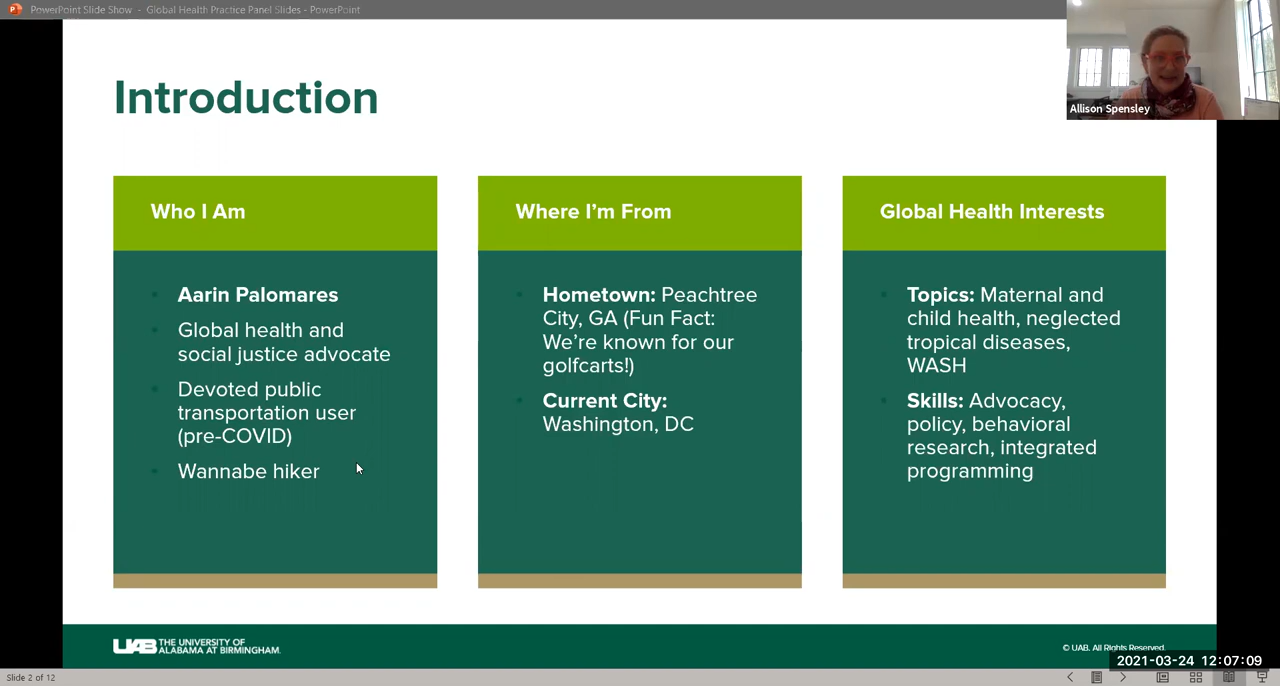 PowerPoint Slide Show - Global Health Practice Panel Slides - PowerPoint
Allison Spensley
Introduction
Who I Am
Aarin Palomares
Global health and
social justice advocate
Devoted public
transportation user
(pre-COVID)
Wannabe hiker
Where I'm From
Hometown: Peachtree
City, GA (Fun Fact:
We're known for our
golfcarts!)
Current City:
Washington, DC
Global Health Interests
Topics: Maternal and
child health, neglected
tropical diseases,
WASH
Skills: Advocacy,
policy, behavioral
research, integrated
programming
UAB THE UNIVERSITY OF
ALABAMA AT BIRMINGHAM.
© UAB. All Rights Reserved.
2021-03-24 12:07:09
Slide 2 of 12